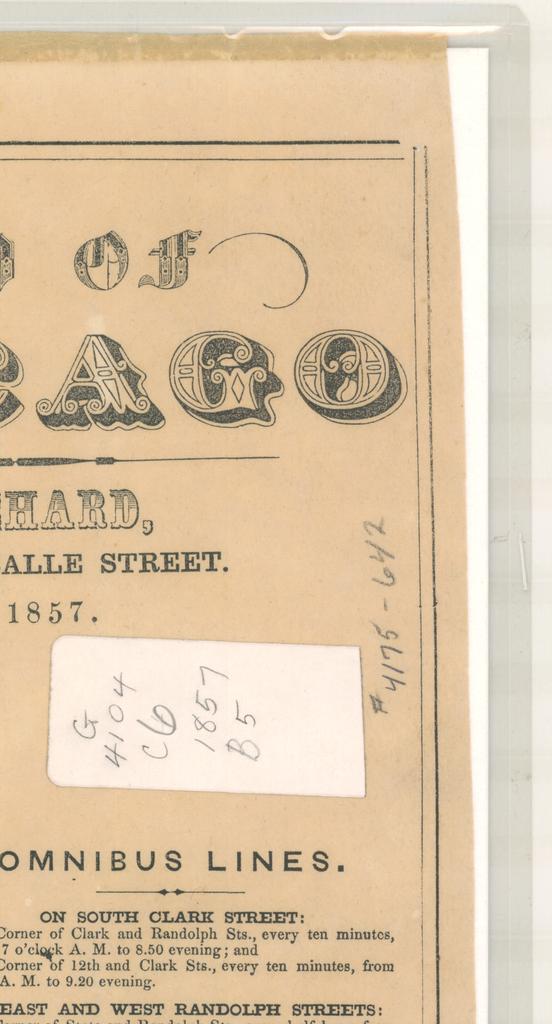 OF
CAGO
HARD,
ALLE STREET.
1857.
#4175-642
G
4104
C6
1857
B5
OMNIBUS LINES.
ON SOUTH CLARK STREET:
Corner of Clark and Randolph Sts., every ten minutes,
7 o'clock A. M. to 8.50 evening; and
Corner of 12th and Clark Sts., every ten minutes, from
A. M. to 9.20 evening.
EAST AND WEST RANDOLPH STREETS: